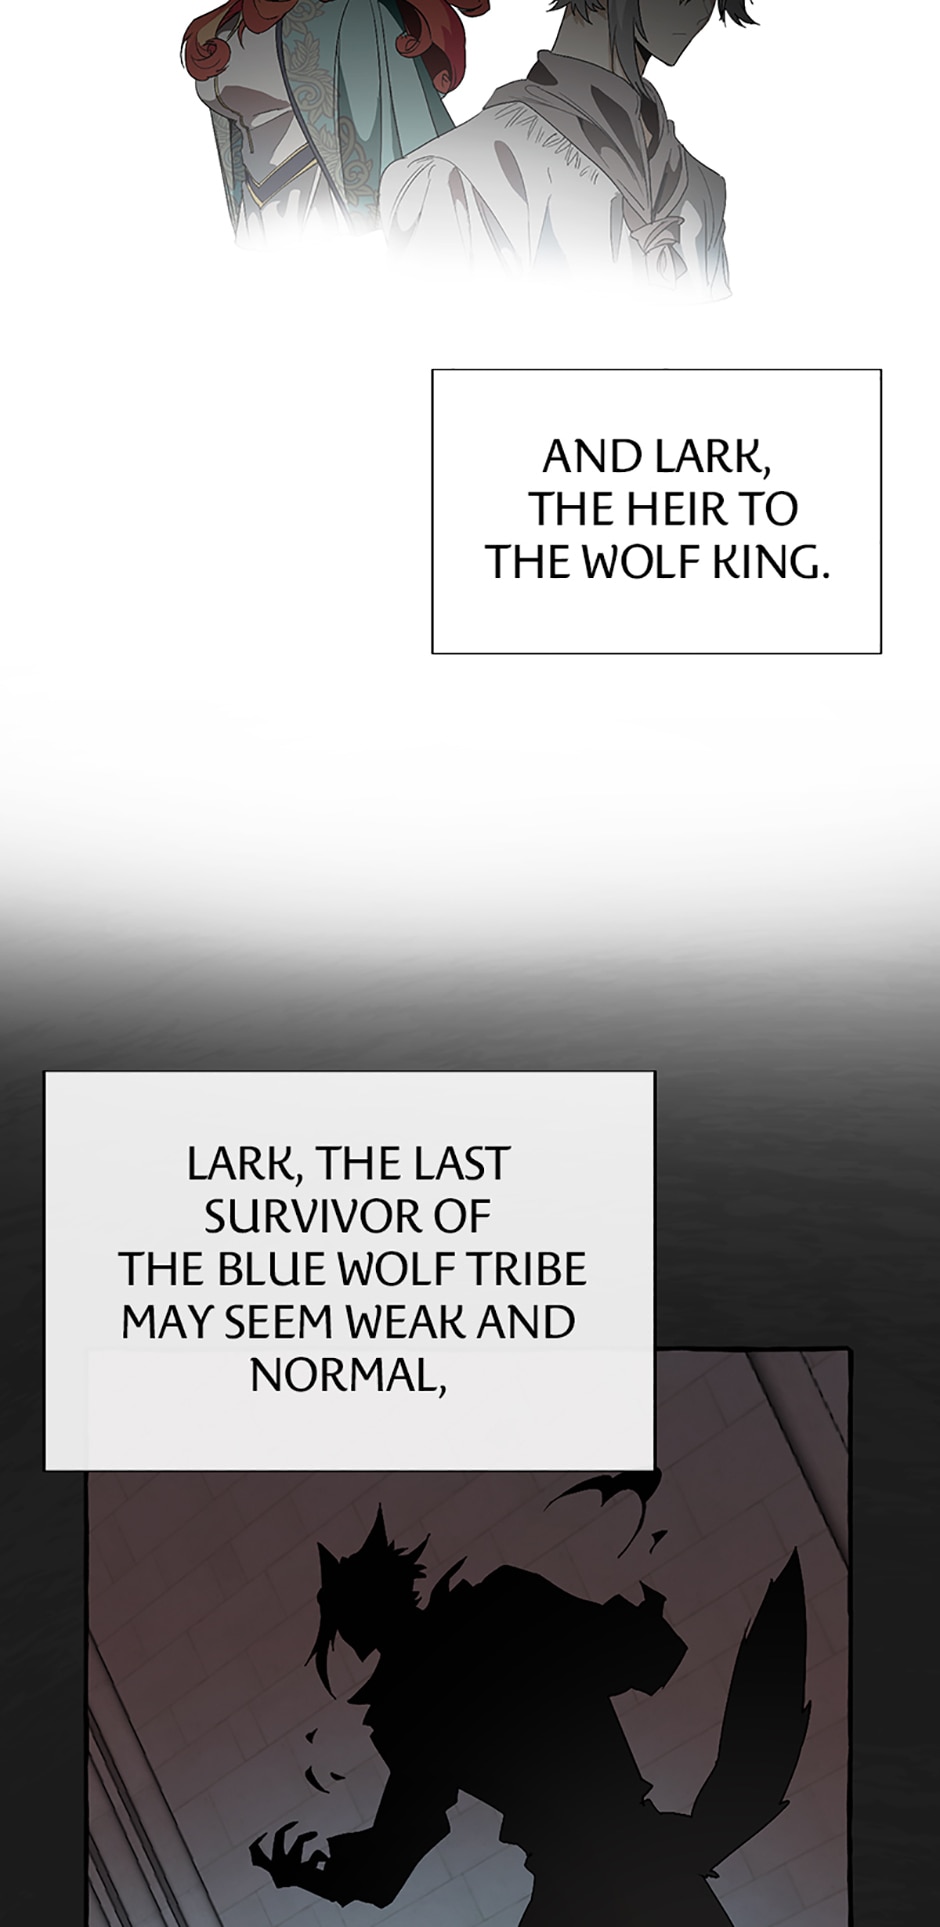 AND LARK,
THE HEIR TO
THE WOLF KING.
LARK, THE LAST
SURVIVOR OF
THE BLUE WOLF TRIBE
MAY SEEM WEAK AND
NORMAL,